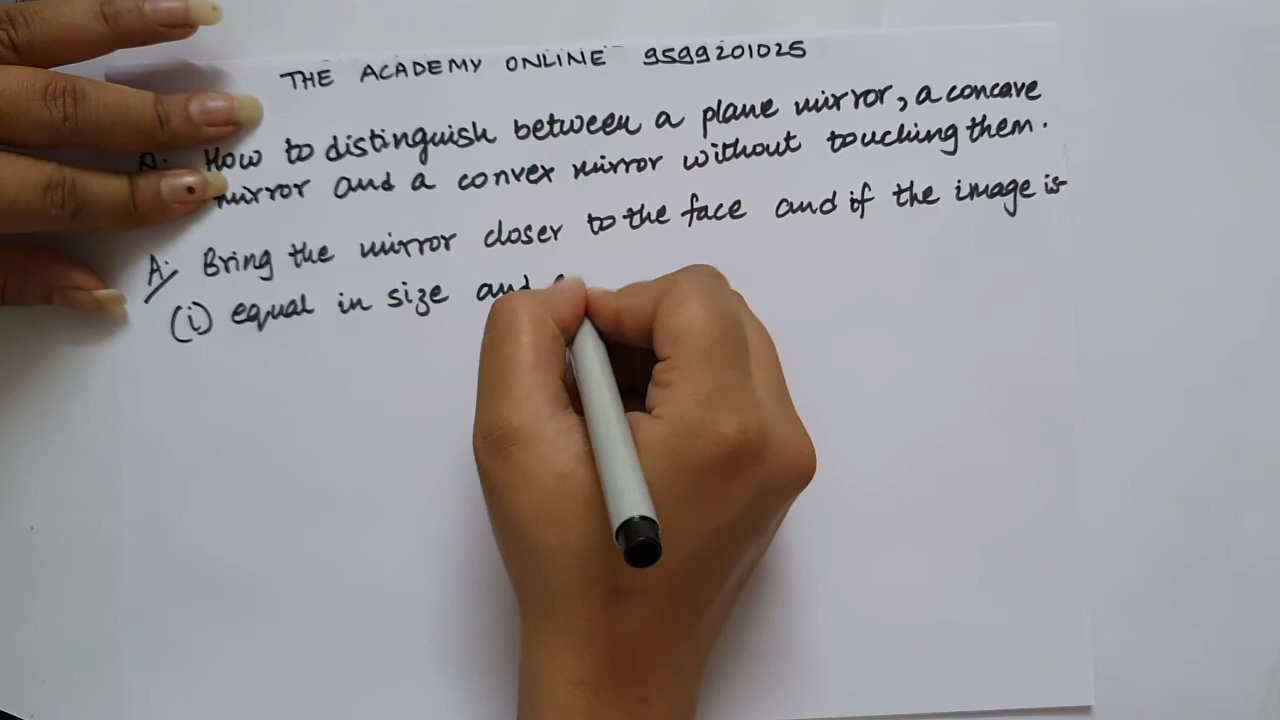 THE ACADEMY ONLINE 9599201025
Q. How to distinguish between a plane mirror, a concave
mirror and a convex mirror without touching them.
A. Bring the mirror closer to the face and if the image is
(i) equal in size and